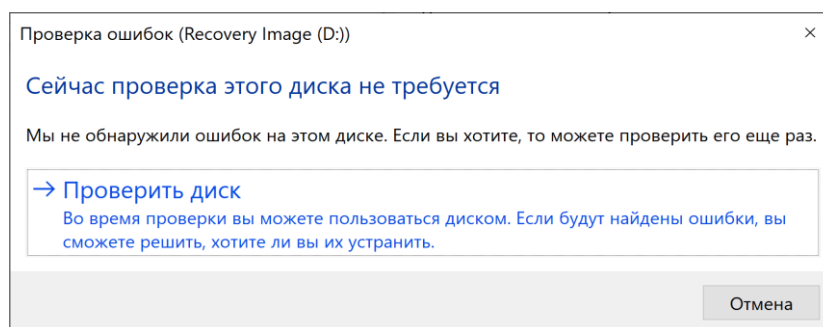 Проверка ошибок (Recovery Image (D:))
Сейчас проверка этого диска не требуется
Мы не обнаружили ошибок на этом диске. Если вы хотите, то можете проверить его еще раз.
→ Проверить диск
Во время проверки вы можете пользоваться диском. Если будут найдены ошибки, вы
сможете решить, хотите ли вы их устранить.
Отмена